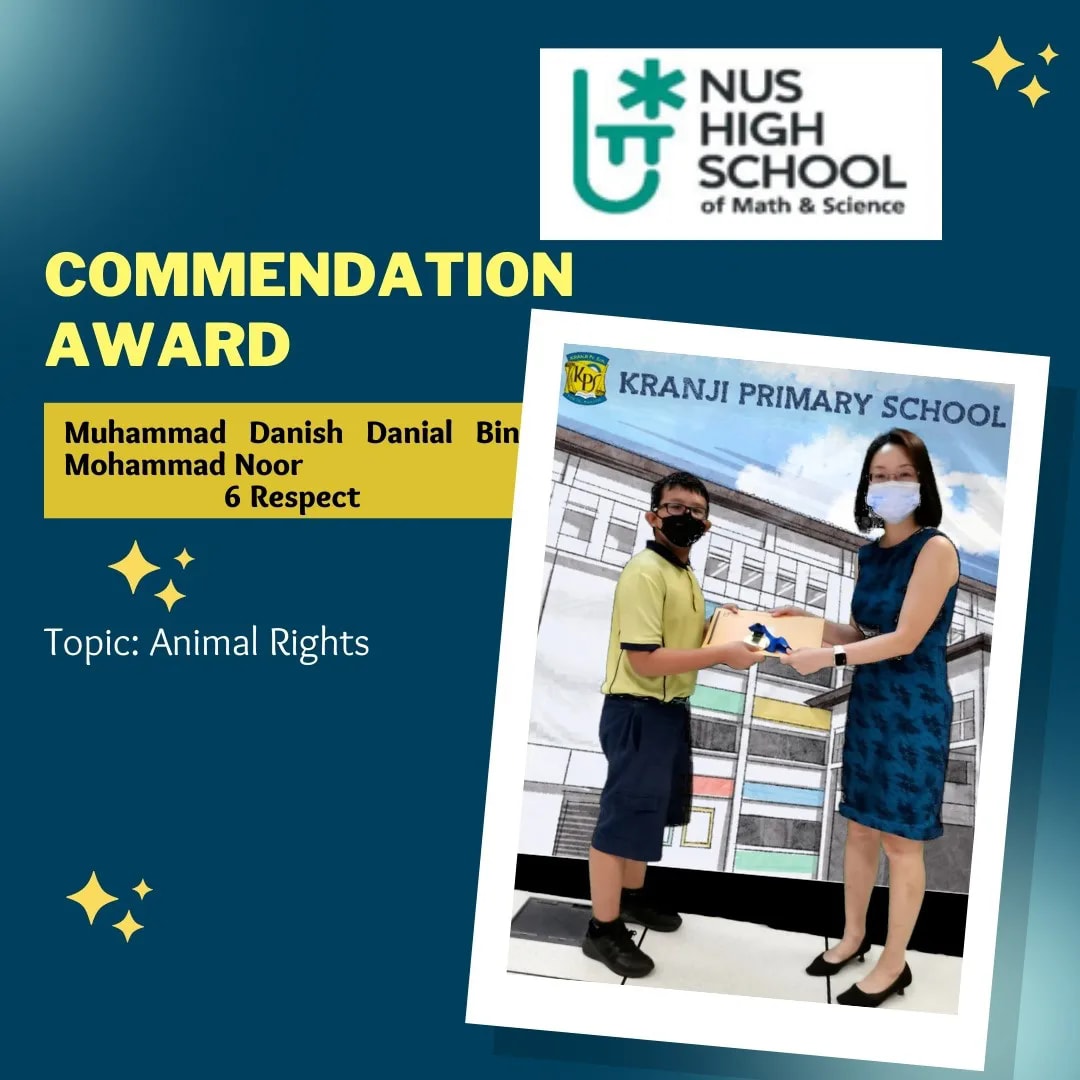 NUS
HIGH
SCHOOL
of Math & Science
COMMENDATION
AWARD
Muhammad Danish Danial Bin
Mohammad Noor
6 Respect
Topic: Animal Rights
KPS
KRANJI PRIMARY SCHOOL